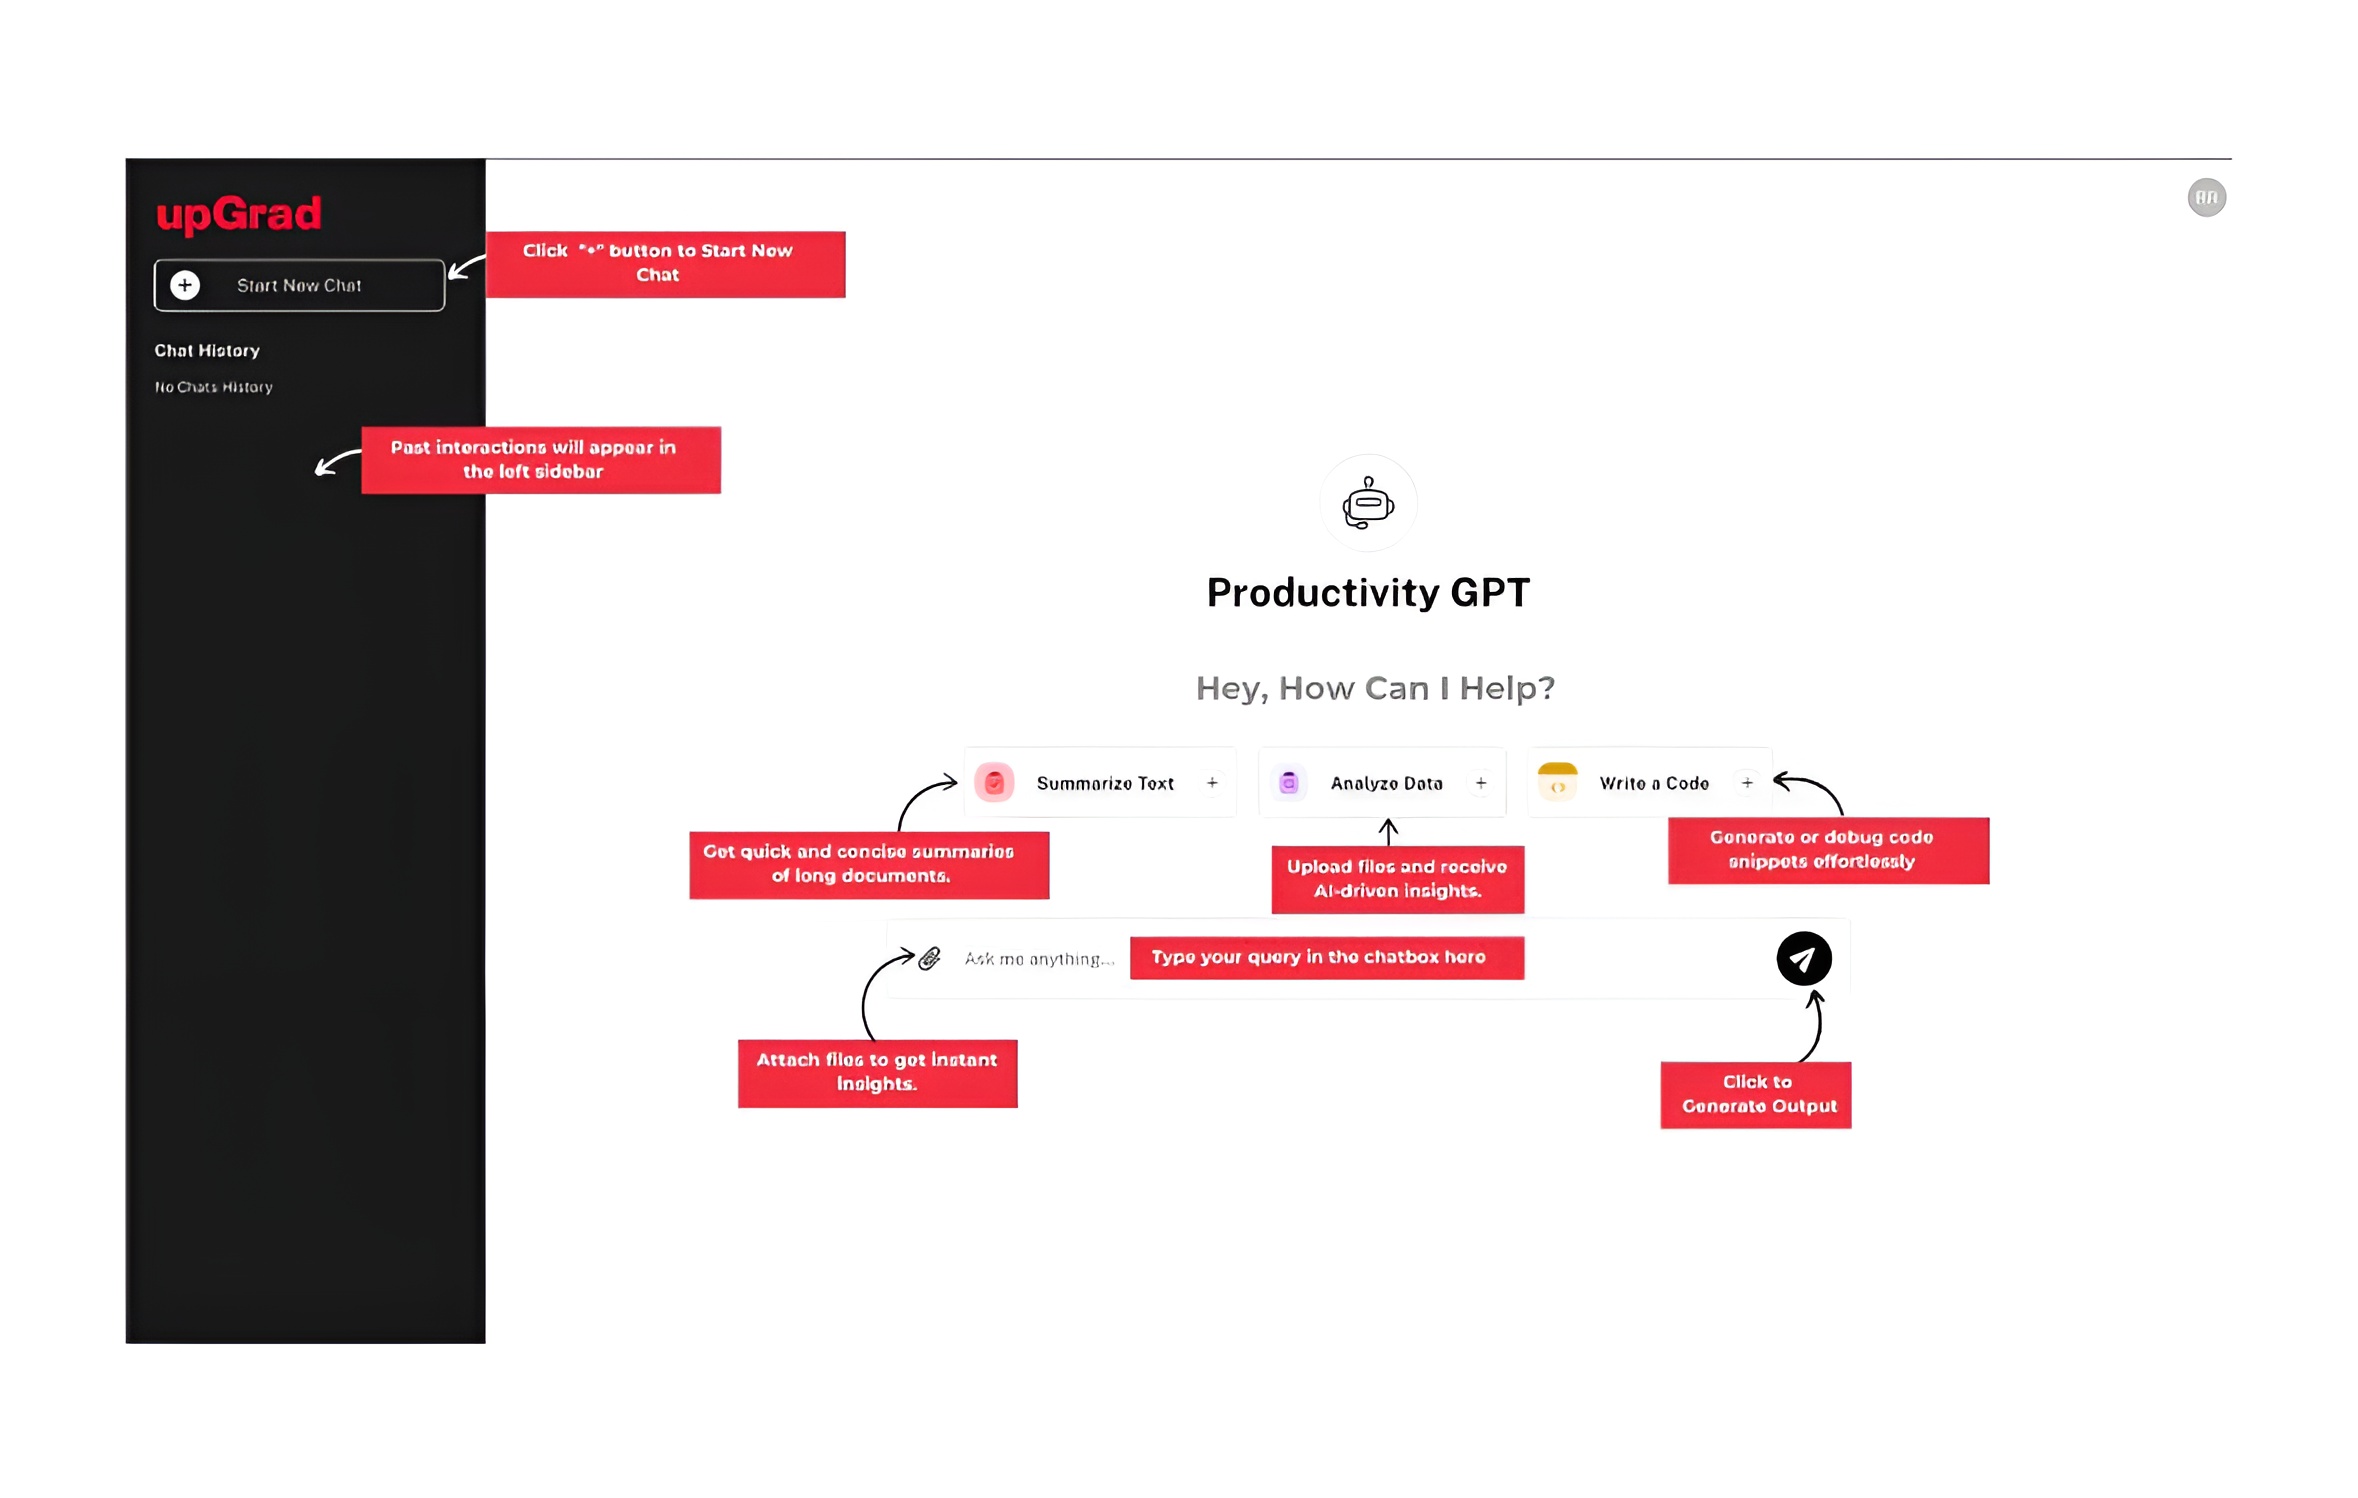 upGrad
Click "+" button to Start New
Chat
Start New Chat
Chat History
No Chats History
Past interactions will appear in
the left sidebar
Productivity GPT
Hey, How Can I Help?
Summarize Text +
Analyze Data +
Write a Code +
Get quick and concise summaries
of long documents.
Upload files and receive
AI-driven insights.
Generate or debug code
snippets effortlessly
Ask me anything...
Type your query in the chatbox here
Attach files to get instant
insights.
Click to
Generate Output